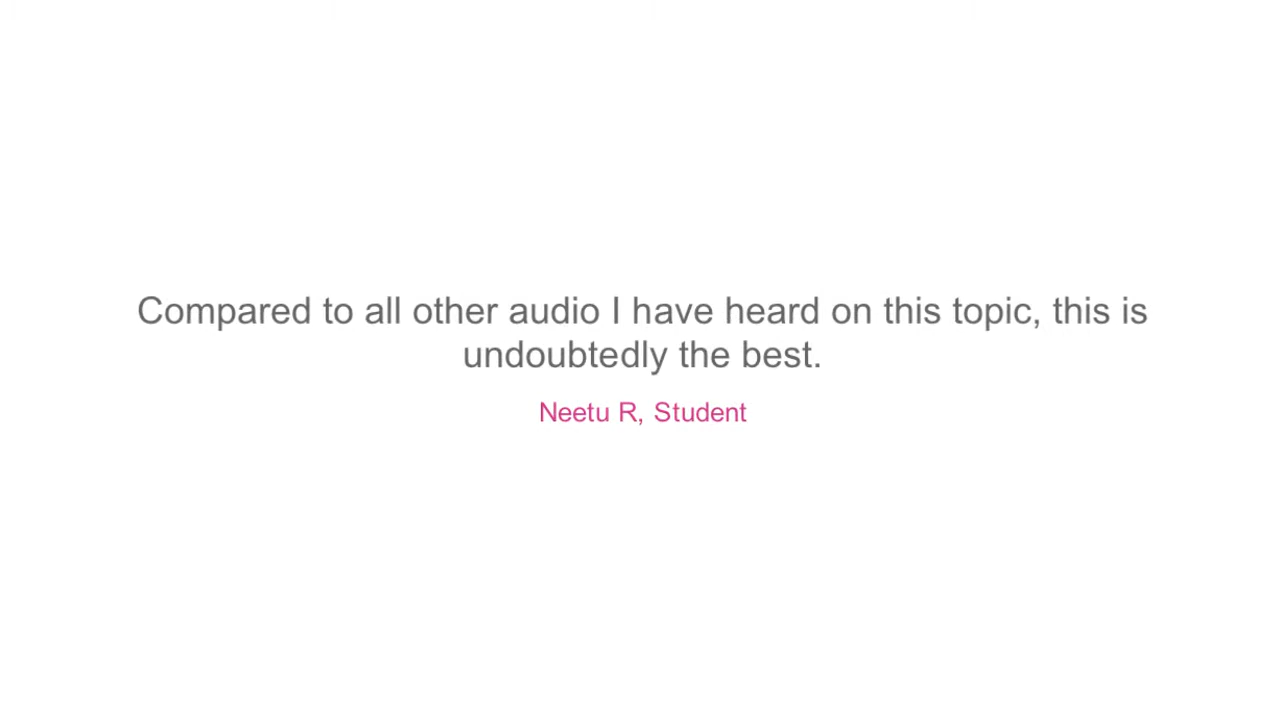 Compared to all other audio I have heard on this topic, this is
undoubtedly the best.
Neetu R, Student